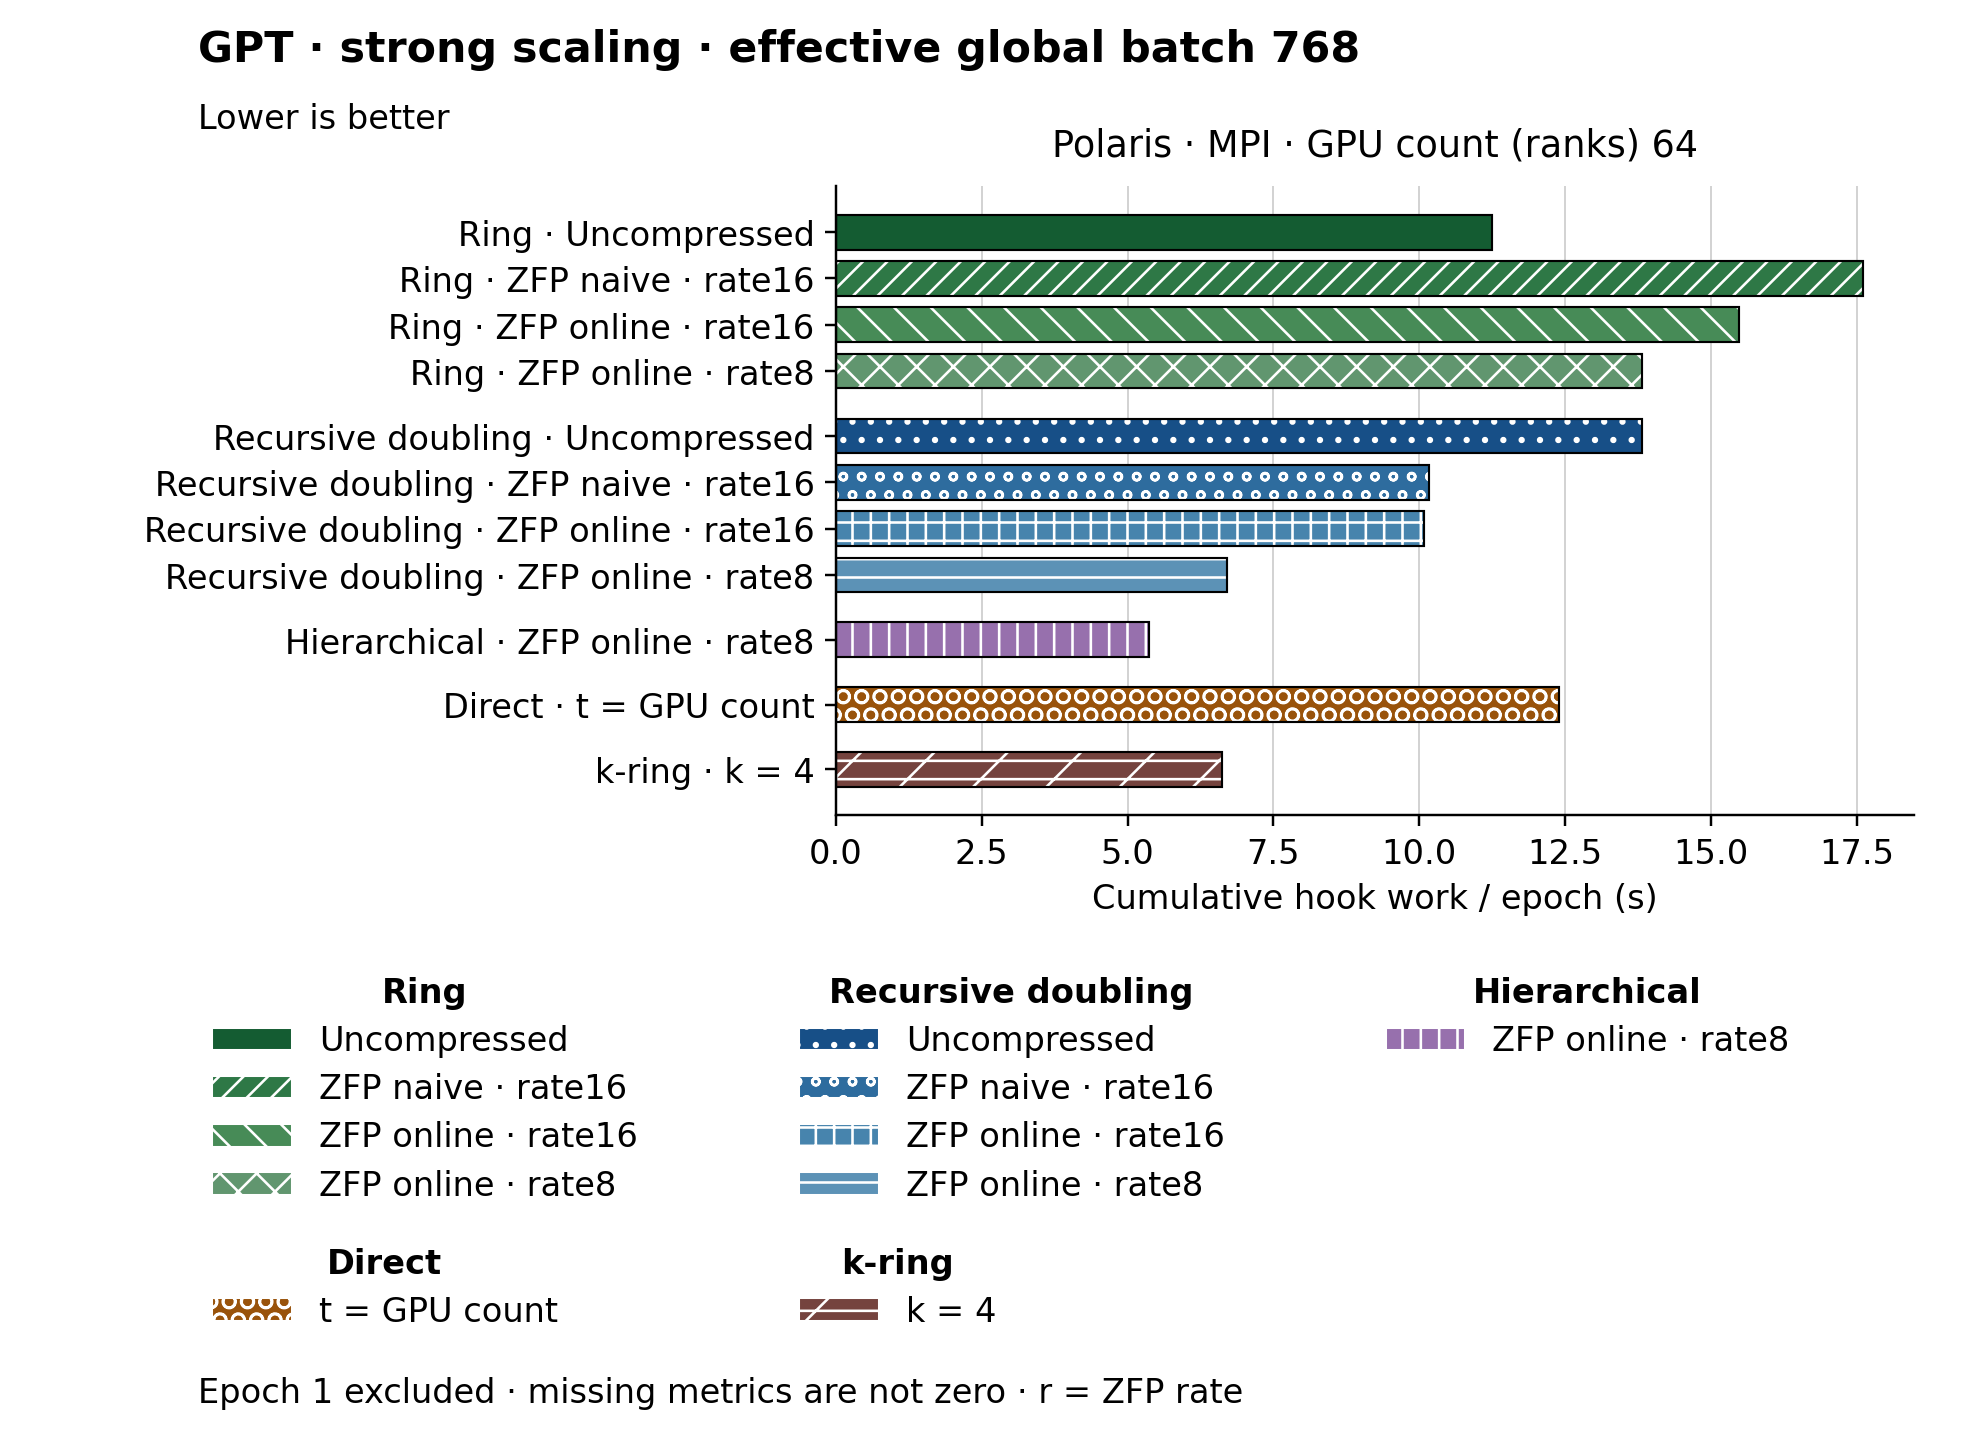 GPT · strong scaling · effective global batch 768
Lower is better
Polaris · MPI · GPU count (ranks) 64
Ring · Uncompressed
Ring · ZFP naive · rate16
Ring · ZFP online · rate16
Ring · ZFP online · rate8
Recursive doubling · Uncompressed
Recursive doubling · ZFP naive · rate16
Recursive doubling · ZFP online · rate16
Recursive doubling · ZFP online · rate8
Hierarchical · ZFP online · rate8
Direct · t = GPU count
k-ring · k = 4
0.0 2.5 5.0 7.5 10.0 12.5 15.0 17.5
Cumulative hook work / epoch (s)
Ring
Uncompressed
ZFP naive · rate16
ZFP online · rate16
ZFP online · rate8
Recursive doubling
Uncompressed
ZFP naive · rate16
ZFP online · rate16
ZFP online · rate8
Hierarchical
ZFP online · rate8
Direct
t = GPU count
k-ring
k = 4
Epoch 1 excluded · missing metrics are not zero · r = ZFP rate